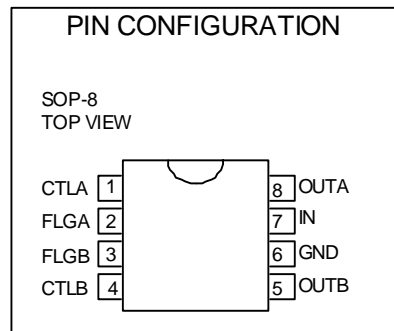 PIN CONFIGURATION
SOP-8
TOP VIEW
CTLA 1 8 OUTA
FLGA 2 7 IN
FLGB 3 6 GND
CTLB 4 5 OUTB